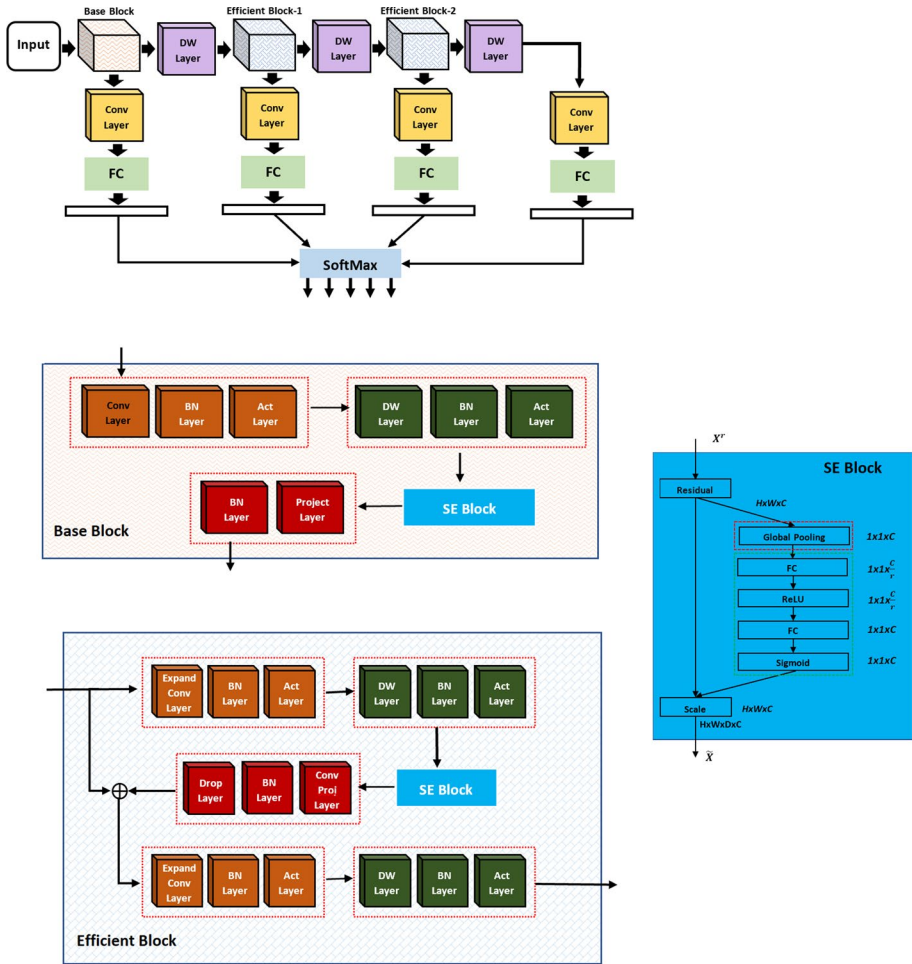 Base Block
Efficient Block-1
Efficient Block-2
Input
DW
Layer
DW
Layer
DW
Layer
Conv
Layer
Conv
Layer
Conv
Layer
Conv
Layer
FC
FC
FC
FC
SoftMax
Conv
Layer
BN
Layer
Act
Layer
DW
Layer
BN
Layer
Act
Layer
BN
Layer
Project
Layer
SE Block
Base Block
X^r
SE Block
Residual
HxWxC
Global Pooling
1x1xC
FC
1x1x C/r
ReLU
1x1x C/r
FC
1x1xC
Sigmoid
1x1xC
Scale
HxWxC
HxWxDxC
X̃
Expand
Conv
Layer
BN
Layer
Act
Layer
DW
Layer
BN
Layer
Act
Layer
Drop
Layer
BN
Layer
Conv
Proj
Layer
SE Block
Expand
Conv
Layer
BN
Layer
Act
Layer
DW
Layer
BN
Layer
Act
Layer
Efficient Block